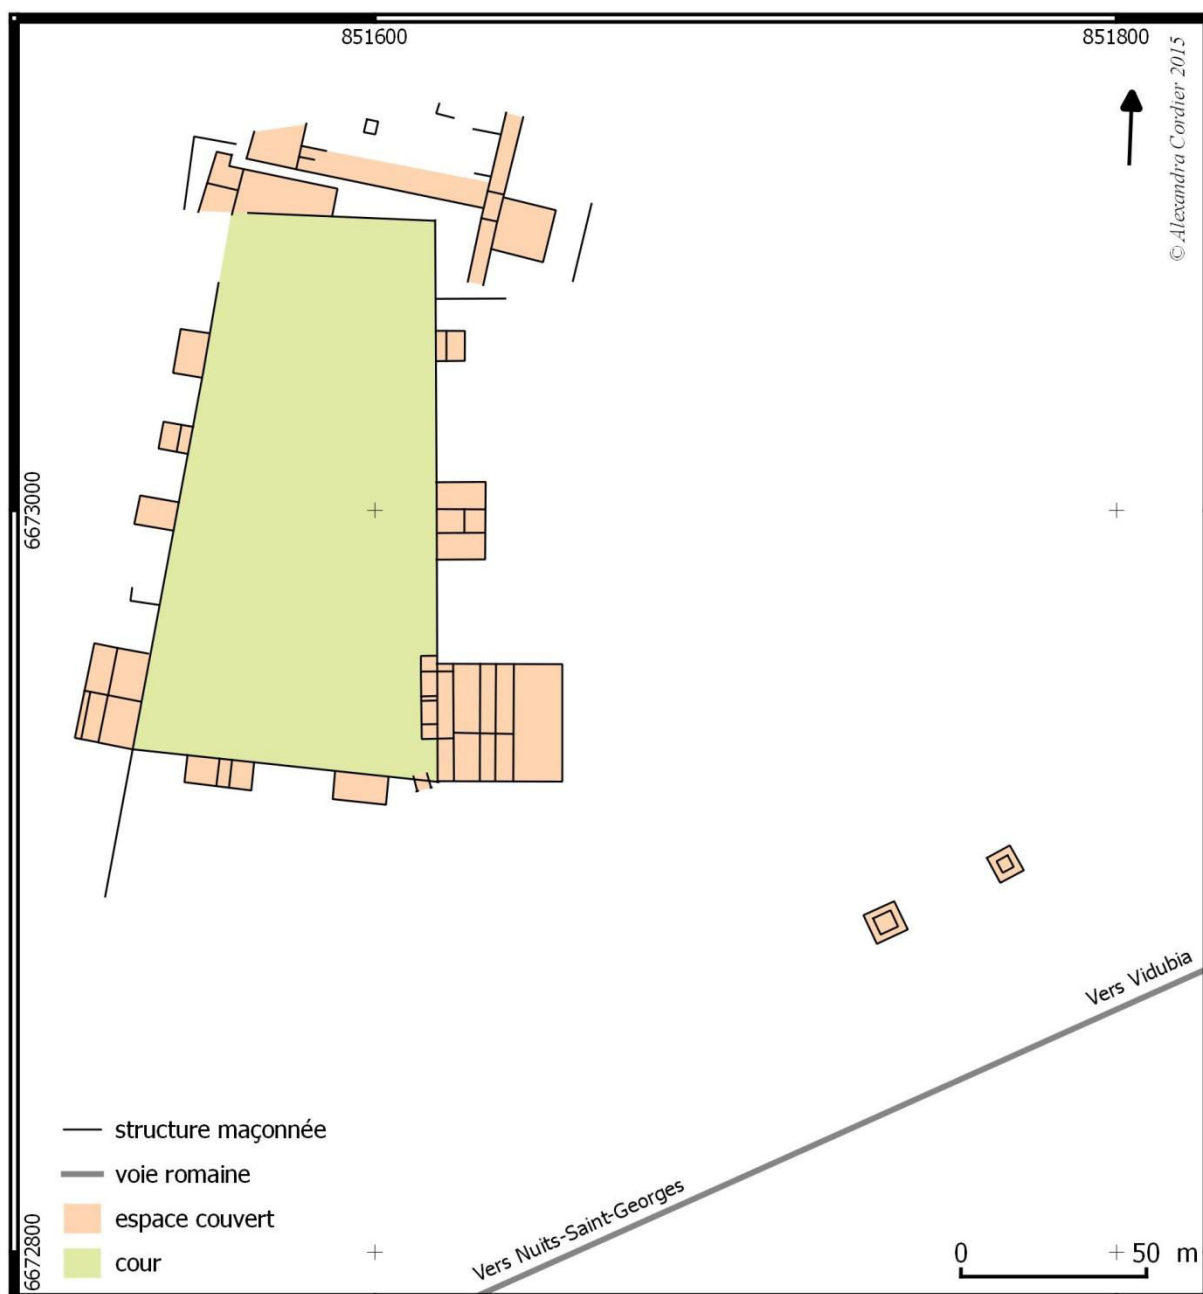 851600
851800
© Alexandra Cordier 2015
6673000
Vers Vidubia
structure maçonnée
voie romaine
espace couvert
cour
Vers Nuits-Saint-Georges
6672800
0 50 m